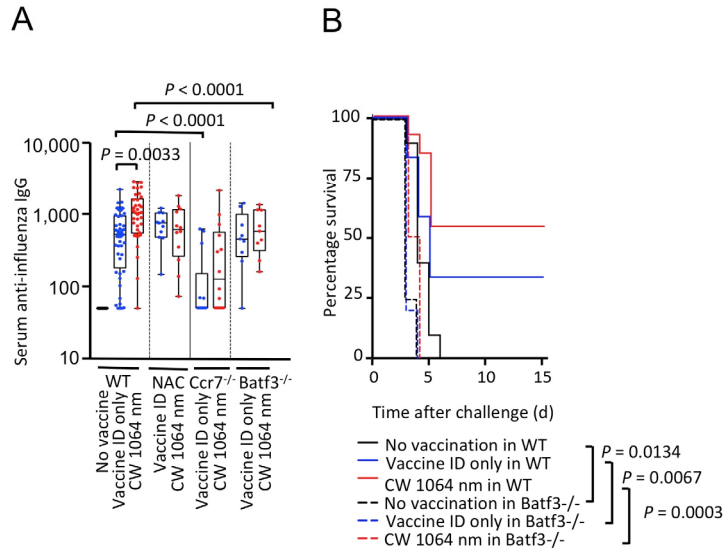 A
B
P < 0.0001
P < 0.0001
P = 0.0033
Serum anti-influenza IgG
10,000
1,000
100
10
WT
NAC
Ccr7-/-
Batf3-/-
No vaccine
Vaccine ID only
CW 1064 nm
Vaccine ID
CW 1064 nm
Vaccine ID only
CW 1064 nm
Vaccine ID only
CW 1064 nm
Percentage survival
100
75
50
25
0
0 5 10 15
Time after challenge (d)
No vaccination in WT
Vaccine ID only in WT
CW 1064 nm in WT
No vaccination in Batf3-/-
Vaccine ID only in Batf3-/-
CW 1064 nm in Batf3-/-
P = 0.0134
P = 0.0067
P = 0.0003